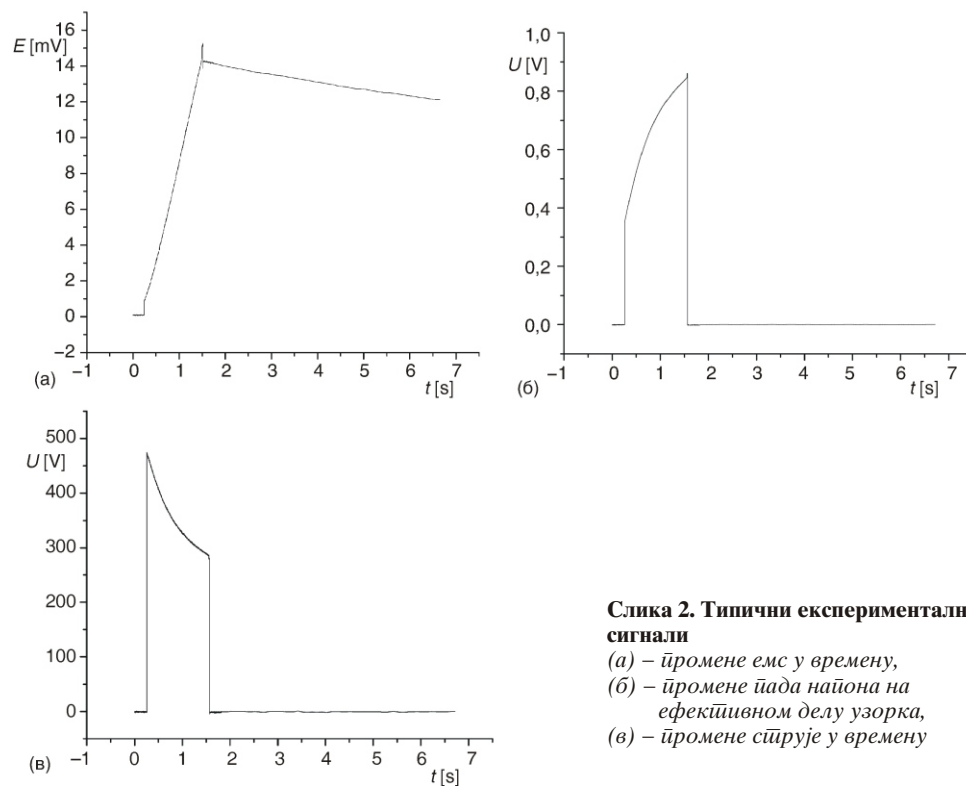 16
E [mV]
14
12
10
8
6
4
2
0
−2
−1 0 1 2 3 4 5 6 7
(а)
t [s]
1,0
U [V]
0,8
0,6
0,4
0,2
0,0
−1 0 1 2 3 4 5 6 7
(б)
t [s]
500
U [V]
400
300
200
100
0
−1 0 1 2 3 4 5 6 7
(в)
t [s]
Слика 2. Типични експериментални
сигнали
(а) – промене емс у времену,
(б) – промене пада напона на
ефективном делу узорка,
(в) – промене струје у времену